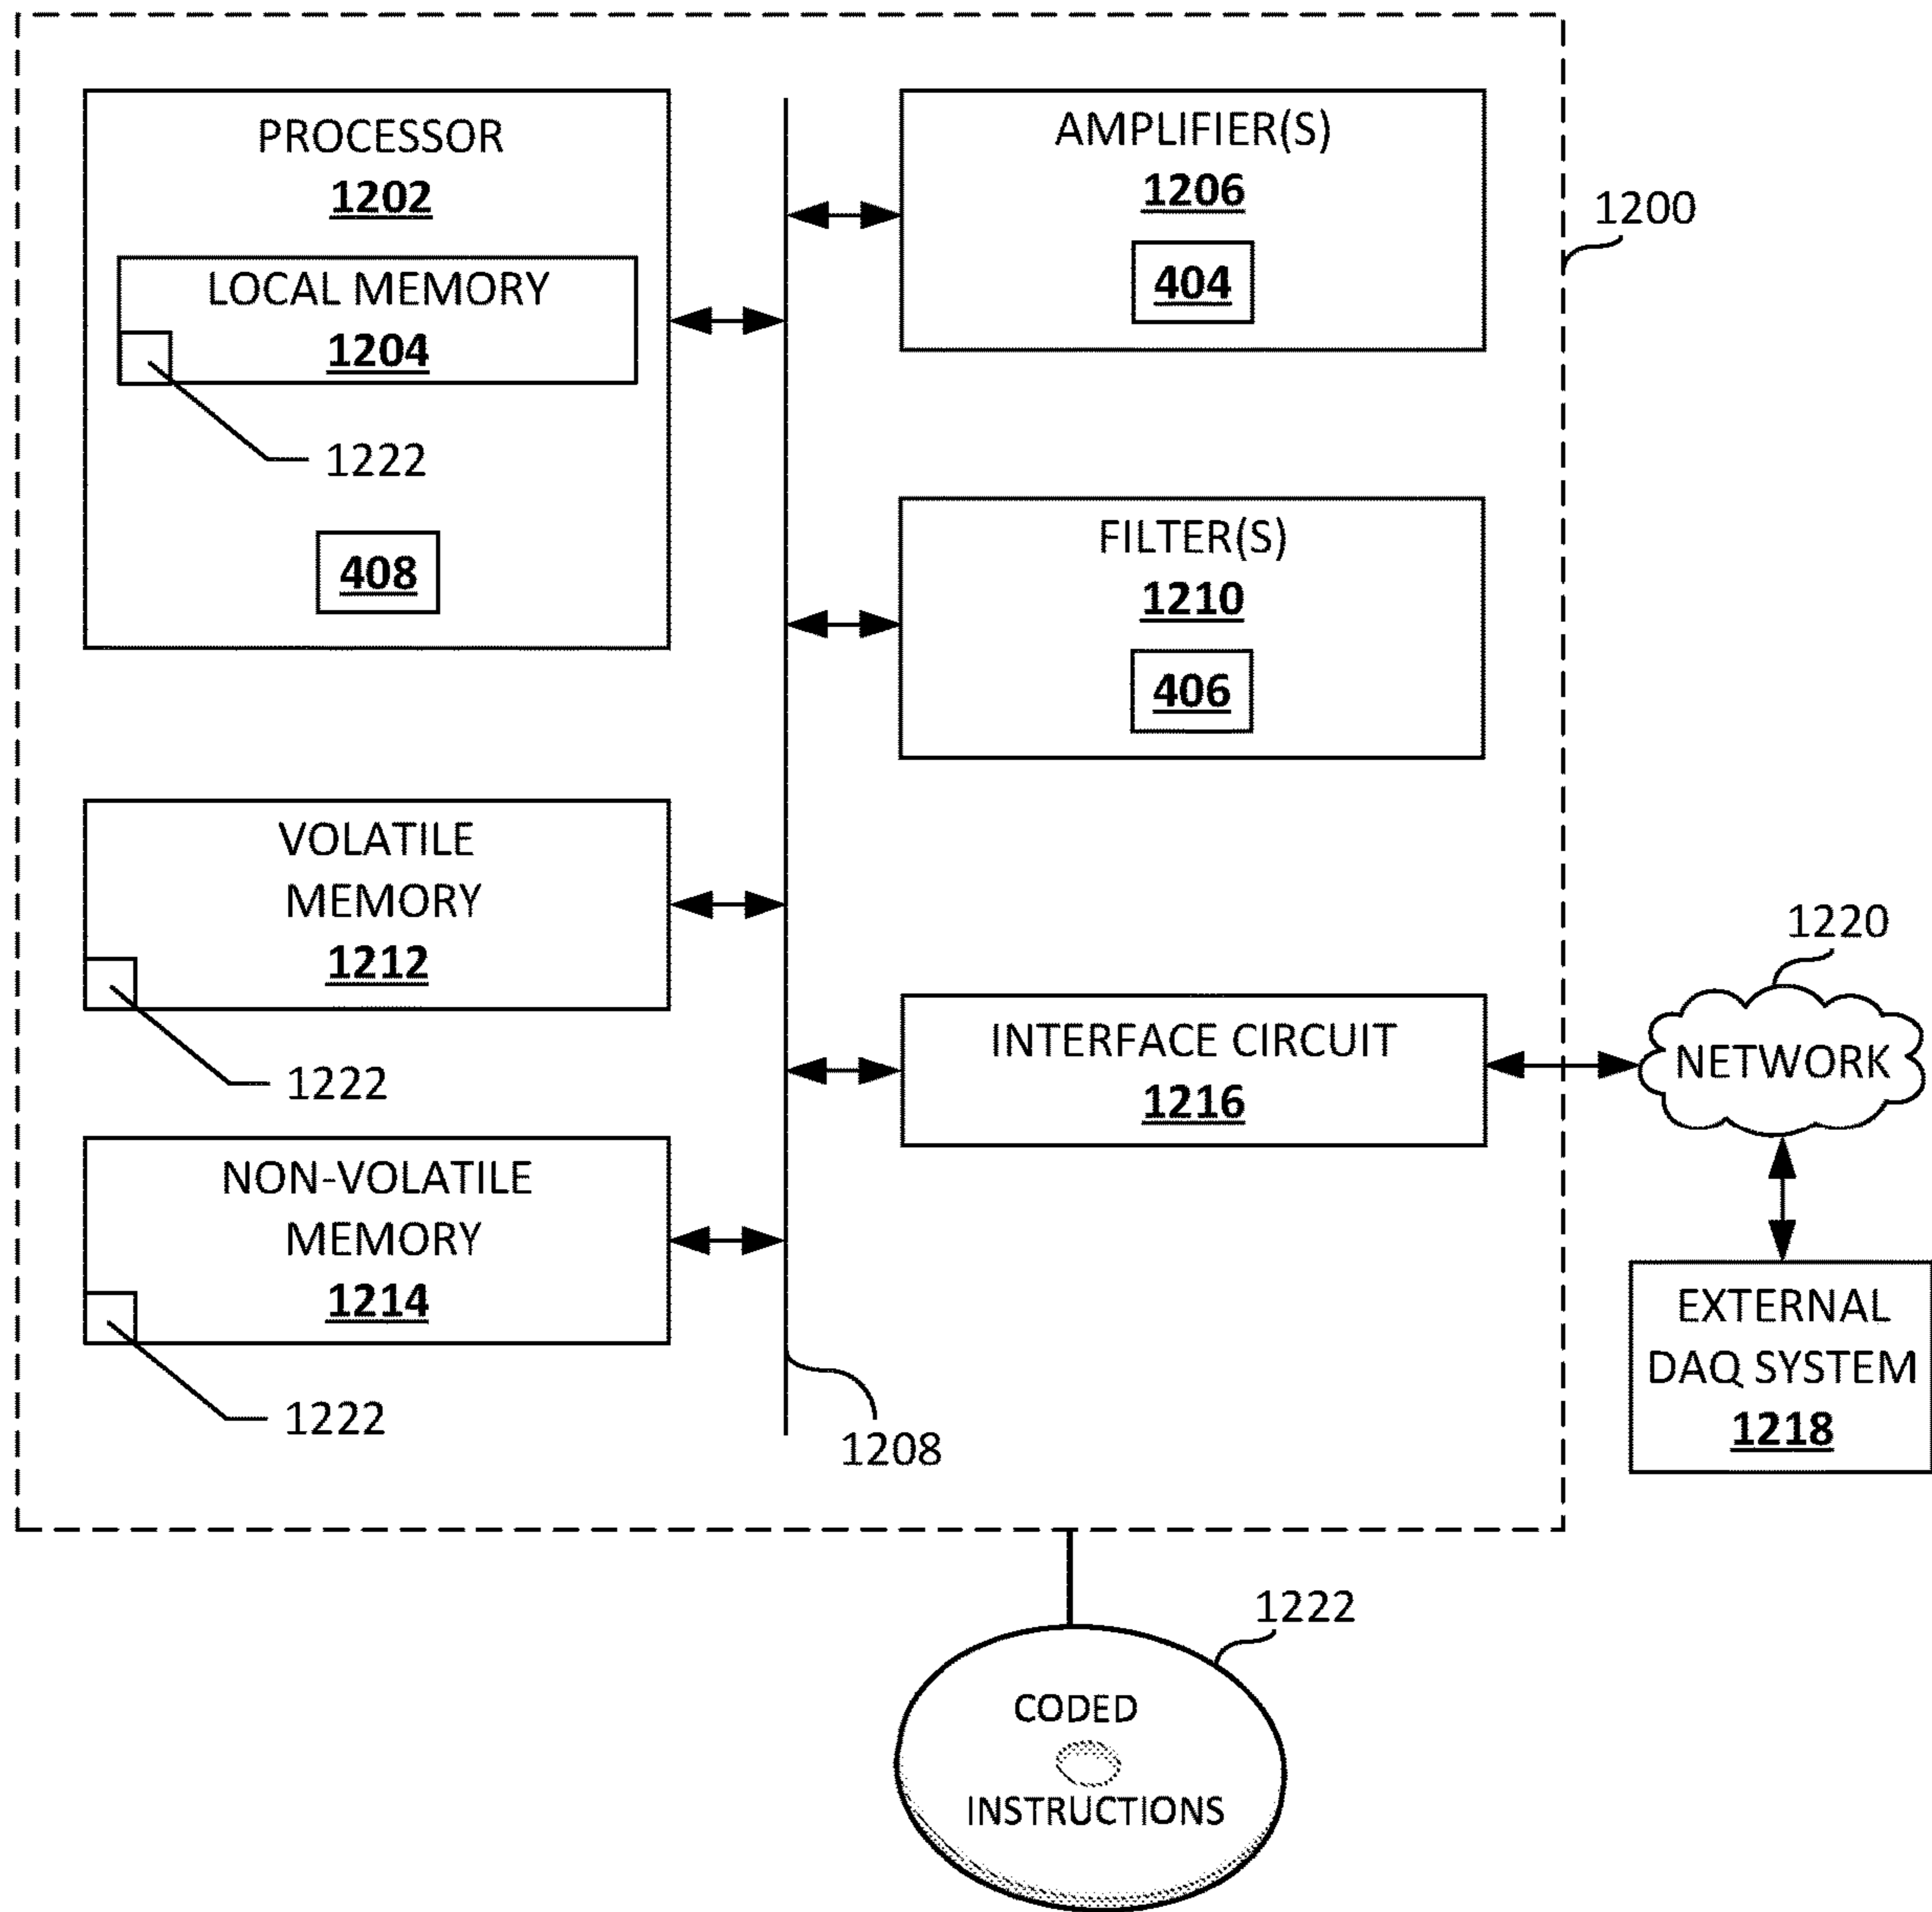 PROCESSOR
1202
LOCAL MEMORY
1204
1222
408
AMPLIFIER(S)
1206
404
1200
FILTER(S)
1210
406
VOLATILE
MEMORY
1212
1222
INTERFACE CIRCUIT
1216
1220
NETWORK
NON-VOLATILE
MEMORY
1214
1222
1208
EXTERNAL
DAQ SYSTEM
1218
1222
CODED
INSTRUCTIONS